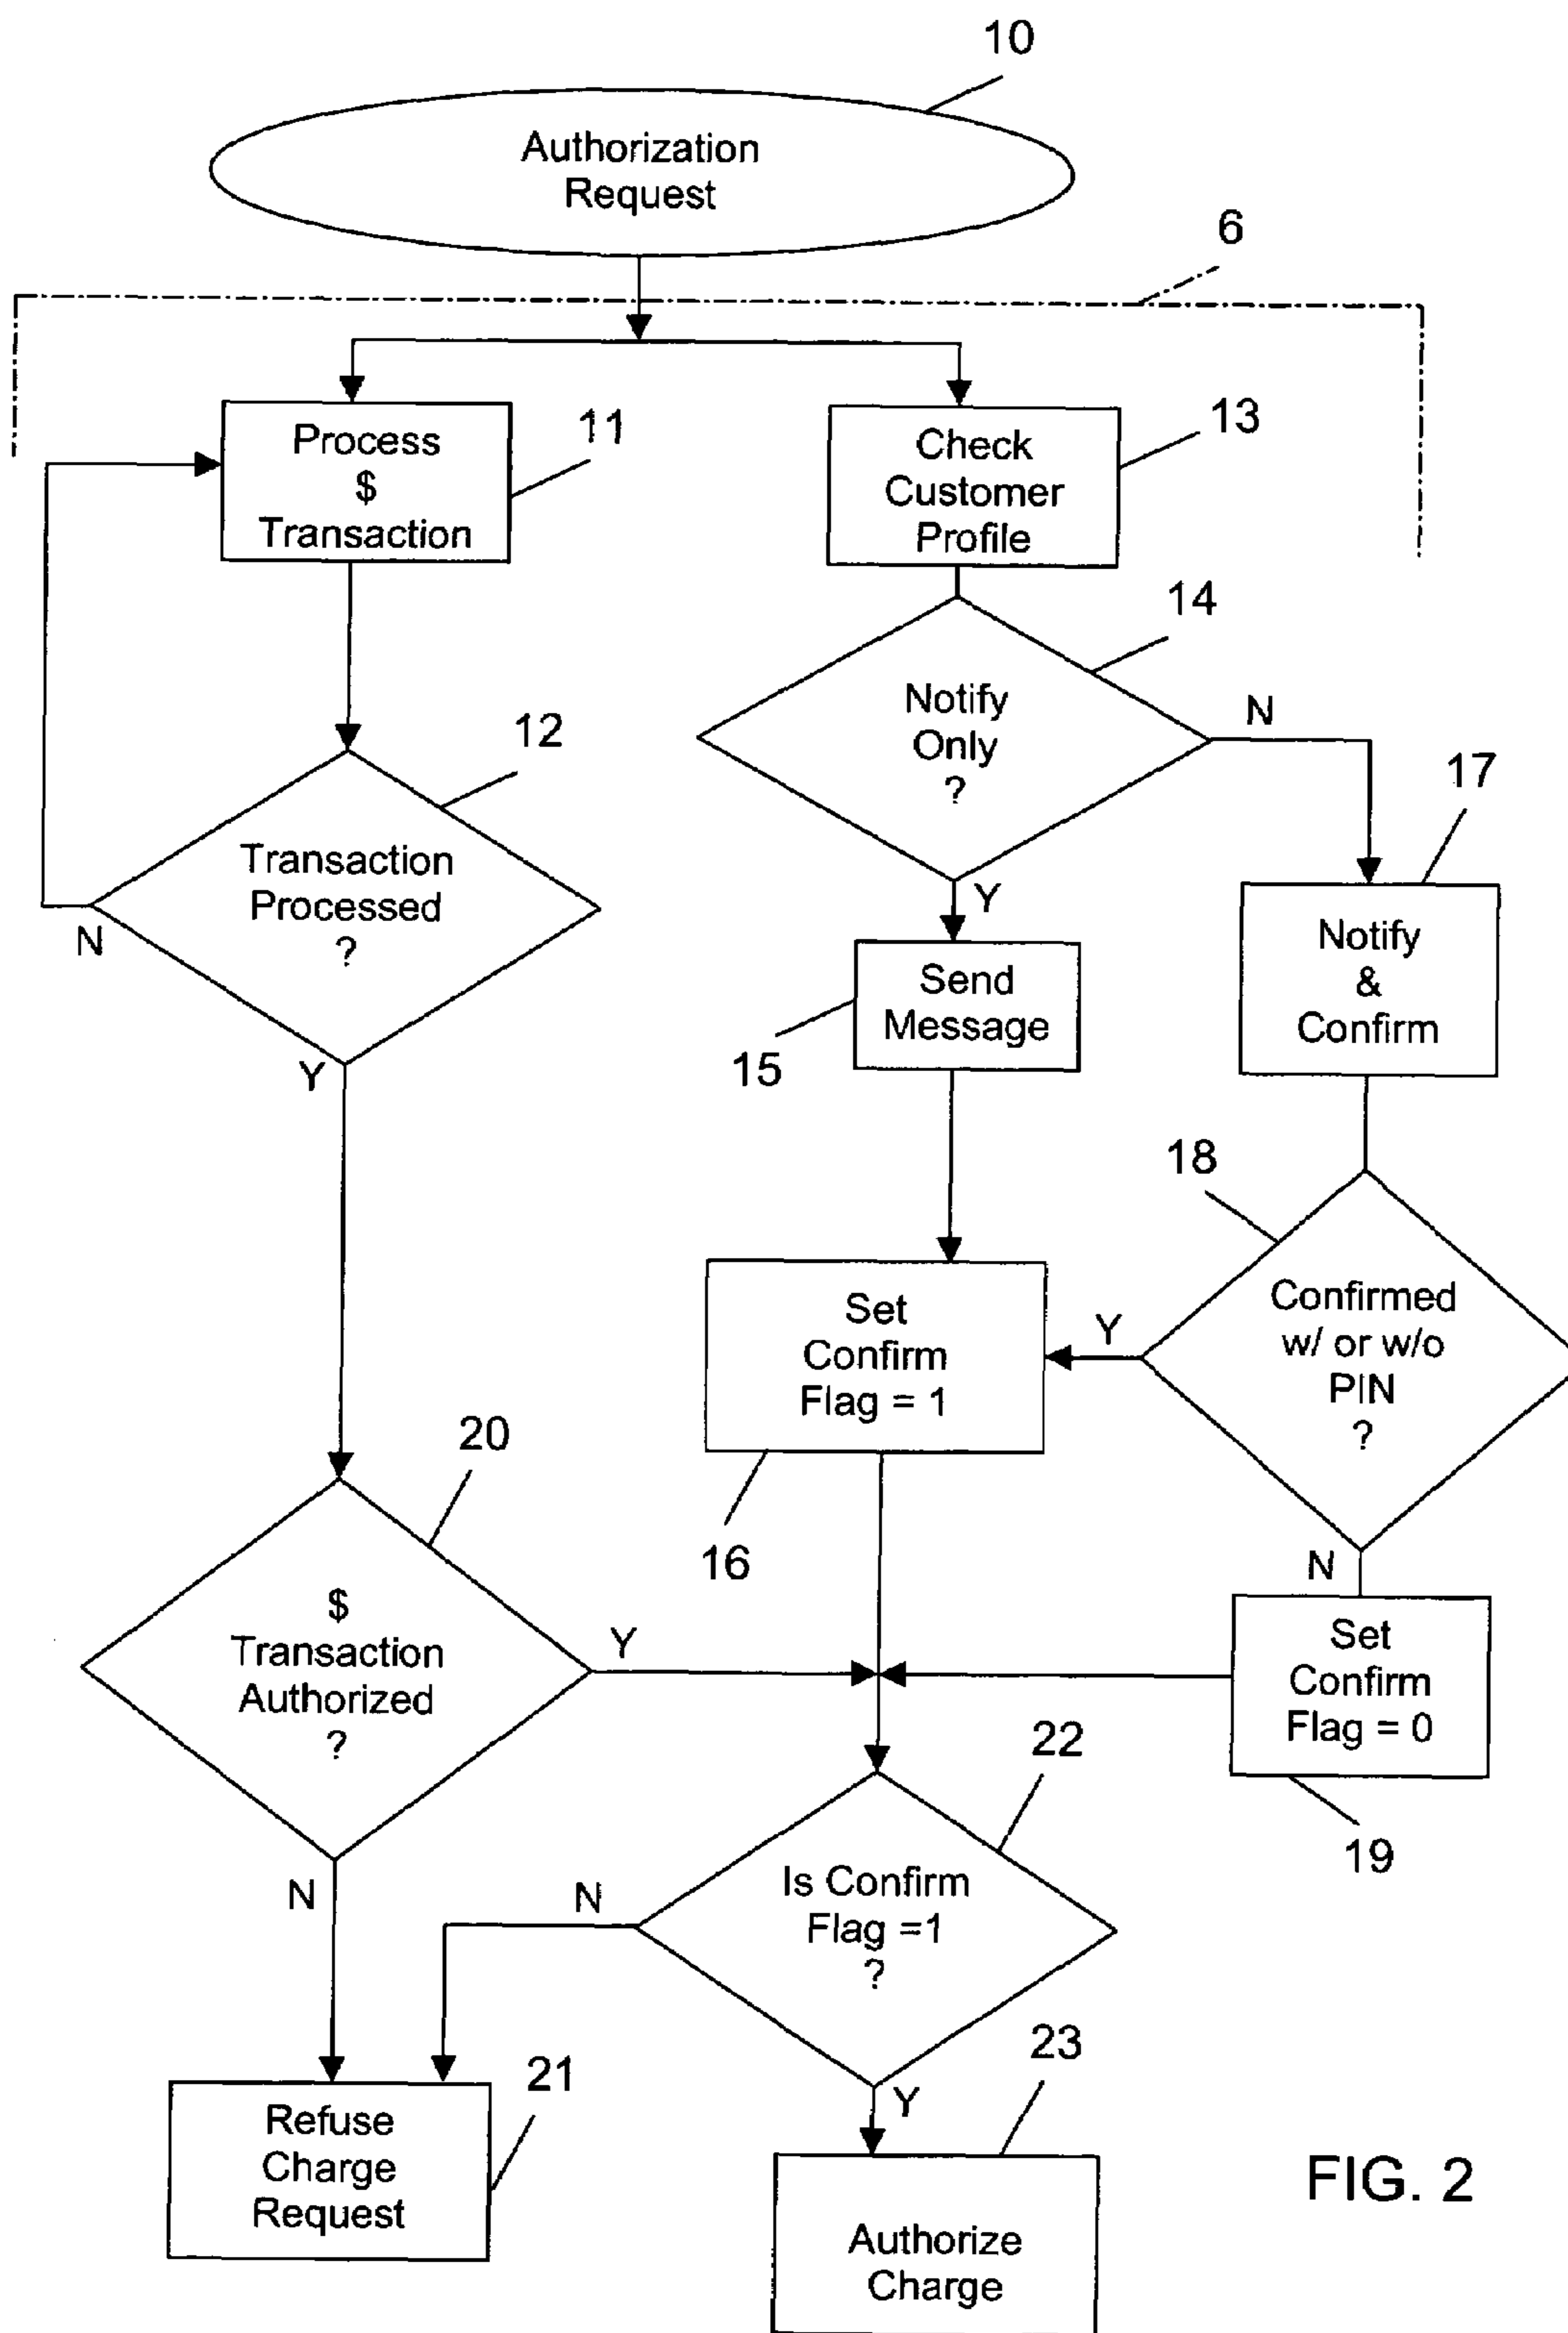 10
Authorization
Request
6
Process
$
Transaction
11
Check
Customer
Profile
13
14
Notify
Only
?
N
Y
12
Transaction
Processed
?
N
Y
17
Notify
&
Confirm
Send
Message
15
18
Confirmed
w/ or w/o
PIN
?
Y
N
Set
Confirm
Flag = 1
16
20
$
Transaction
Authorized
?
Y
N
Set
Confirm
Flag = 0
19
22
Is Confirm
Flag =1
?
N
Y
21
Refuse
Charge
Request
23
Authorize
Charge
FIG. 2